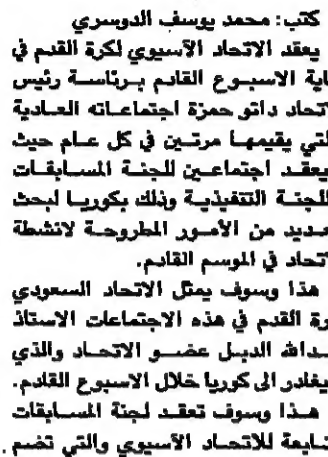 كتب: محمد يوسف الدوسري
يعقد الاتحاد الآسيوي لكرة القدم في
اية الاسبوع القادم برئاسة رئيس
اتحاد داتو حمزة اجتماعاته العادية
لتي يقيمها مرتين في كل عام حيث
يعقد اجتماعين للجنة المسابقات
للجنة التنفيذية وذلك بكوريا لبحث
عديد من الأمور المطروحة لانشطة
تحاد في الموسم القادم.
هذا وسوف يمثل الاتحاد السعودي
رة القدم في هذه الاجتماعات الاستاذ
بدالله الدبل عضو الاتحاد والذي
يغادر الى كوريا خلال الاسبوع القادم.
هذا وسوف تعقد لجنة المسابقات
تابعة للاتحاد الآسيوي والتي تضم